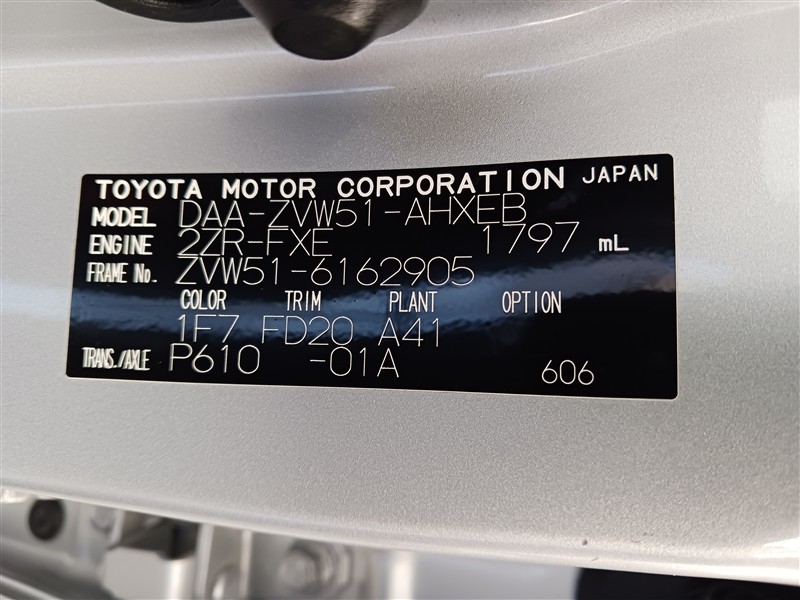 TOYOTA MOTOR CORPORATION JAPAN
MODEL DAA-ZVW51-AHXEB
ENGINE 2ZR-FXE 1797 mL
FRAME No. ZVW51-6162905
COLOR TRIM PLANT OPTION
1F7 FD20 A41
TRANS./AXLE P610 -01A 606